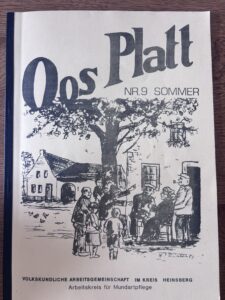 Oos Platt
NR.9 SOMMER
VOLKSKUNDLICHE ARBEITSGEMEINSCHAFT IM KREIS HEINSBERG
Arbeitskreis für Mundartpflege